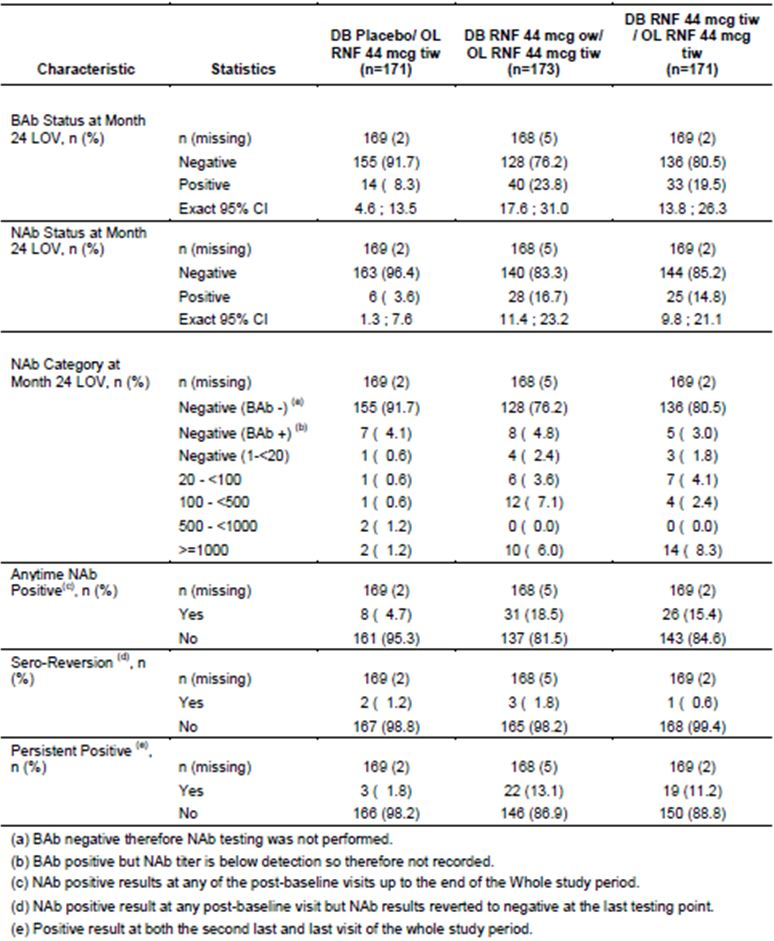 Characteristic Statistics DB Placebo/ OL RNF 44 mcg tiw (n=171) DB RNF 44 mcg ow/ OL RNF 44 mcg tiw (n=173) DB RNF 44 mcg tiw / OL RNF 44 mcg tiw (n=171)
BAb Status at Month 24 LOV, n (%) n (missing) 169 (2) 168 (5) 169 (2)
Negative 155 (91.7) 128 (76.2) 136 (80.5)
Positive 14 ( 8.3) 40 (23.8) 33 (19.5)
Exact 95% CI 4.6 ; 13.5 17.6 ; 31.0 13.8 ; 26.3
NAb Status at Month 24 LOV, n (%) n (missing) 169 (2) 168 (5) 169 (2)
Negative 163 (96.4) 140 (83.3) 144 (85.2)
Positive 6 ( 3.6) 28 (16.7) 25 (14.8)
Exact 95% CI 1.3 ; 7.6 11.4 ; 23.2 9.8 ; 21.1
NAb Category at Month 24 LOV, n (%) n (missing) 169 (2) 168 (5) 169 (2)
Negative (BAb -) (a) 155 (91.7) 128 (76.2) 136 (80.5)
Negative (BAb +) (b) 7 ( 4.1) 8 ( 4.8) 5 ( 3.0)
Negative (1-<20) 1 ( 0.6) 4 ( 2.4) 3 ( 1.8)
20 - <100 1 ( 0.6) 6 ( 3.6) 7 ( 4.1)
100 - <500 1 ( 0.6) 12 ( 7.1) 4 ( 2.4)
500 - <1000 2 ( 1.2) 0 ( 0.0) 0 ( 0.0)
>=1000 2 ( 1.2) 10 ( 6.0) 14 ( 8.3)
Anytime NAb Positive(c), n (%) n (missing) 169 (2) 168 (5) 169 (2)
Yes 8 ( 4.7) 31 (18.5) 26 (15.4)
No 161 (95.3) 137 (81.5) 143 (84.6)
Sero-Reversion (d), n (%) n (missing) 169 (2) 168 (5) 169 (2)
Yes 2 ( 1.2) 3 ( 1.8) 1 ( 0.6)
No 167 (98.8) 165 (98.2) 168 (99.4)
Persistent Positive (e), n (%) n (missing) 169 (2) 168 (5) 169 (2)
Yes 3 ( 1.8) 22 (13.1) 19 (11.2)
No 166 (98.2) 146 (86.9) 150 (88.8)
(a) BAb negative therefore NAb testing was not performed.
(b) BAb positive but NAb titer is below detection so therefore not recorded.
(c) NAb positive results at any of the post-baseline visits up to the end of the Whole study period.
(d) NAb positive result at any post-baseline visit but NAb results reverted to negative at the last testing point.
(e) Positive result at both the second last and last visit of the whole study period.